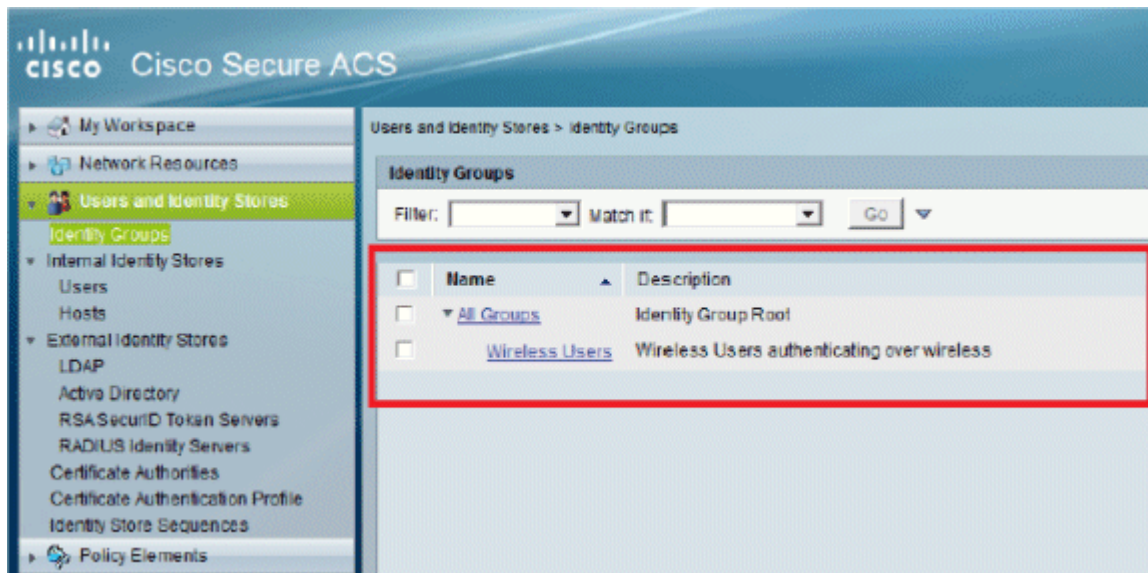 CISCO Cisco Secure ACS
My Workspace
Network Resources
Users and Identity Stores
Identity Groups
Internal Identity Stores
Users
Hosts
External Identity Stores
LDAP
Active Directory
RSA SecurID Token Servers
RADIUS Identity Servers
Certificate Authorities
Certificate Authentication Profile
Identity Store Sequences
Policy Elements
Users and Identity Stores > Identity Groups
Identity Groups
Filter: Match if: Go
Name Description
All Groups Identity Group Root
Wireless Users Wireless Users authenticating over wireless